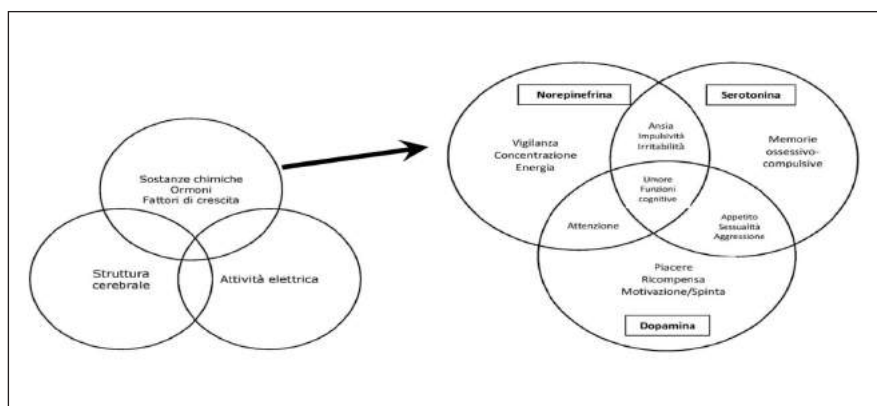 Sostanze chimiche
Ormoni
Fattori di crescita
Struttura
cerebrale
Attività elettrica
Norepinefrina
Serotonina
Vigilanza
Concentrazione
Energia
Ansia
Impulsività
Irritabilità
Memorie
ossessivo-
compulsive
Umore
Funzioni
cognitive
Attenzione
Appetito
Sessualità
Aggressione
Piacere
Ricompensa
Motivazione/Spinta
Dopamina